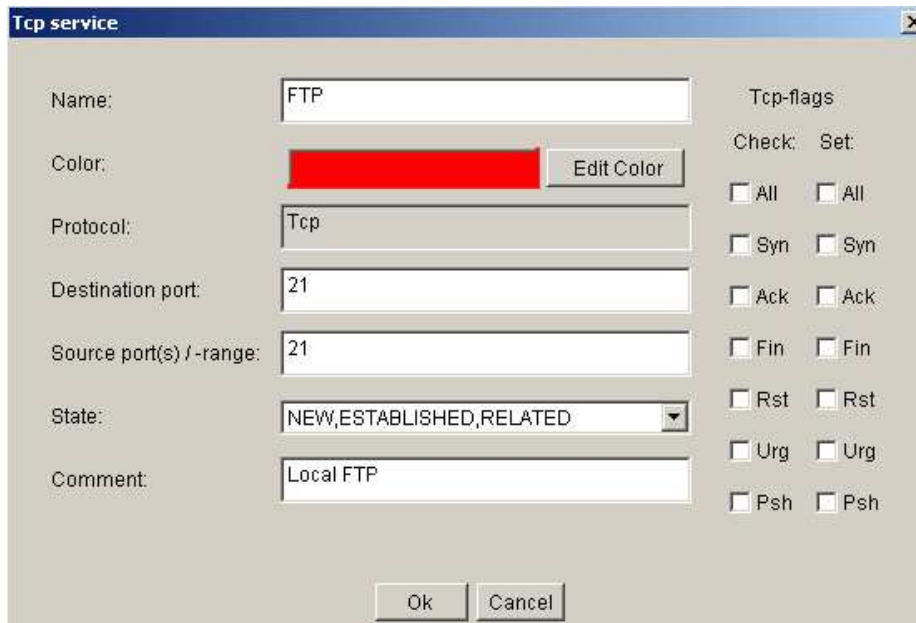 Tcp service
Name: FTP
Color: Edit Color
Protocol: Tcp
Destination port: 21
Source port(s) / -range: 21
State: NEW,ESTABLISHED,RELATED
Comment: Local FTP
Tcp-flags
Check: Set:
All All
Syn Syn
Ack Ack
Fin Fin
Rst Rst
Urg Urg
Psh Psh
Ok Cancel